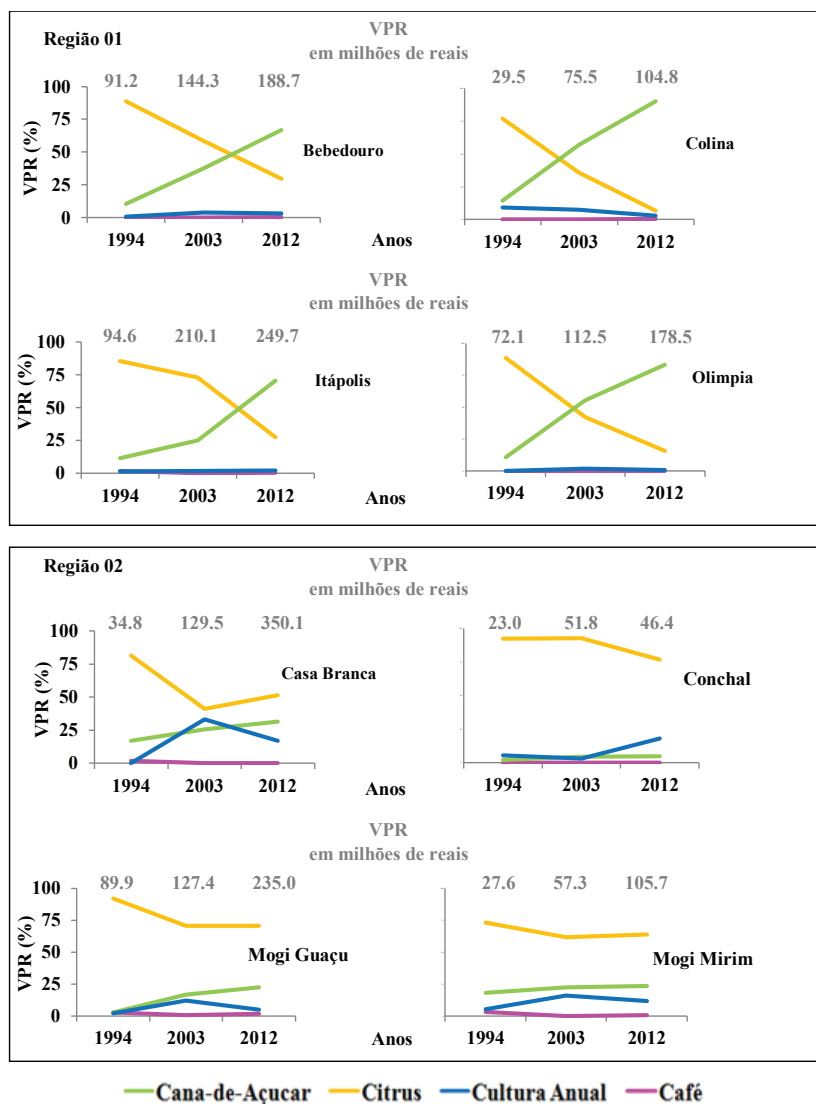 Região 01
VPR
em milhões de reais
91.2 144.3 188.7
29.5 75.5 104.8
VPR (%)
100
75
50
25
0
Bebedouro
Colina
1994 2003 2012
Anos
1994 2003 2012
VPR
em milhões de reais
94.6 210.1 249.7
72.1 112.5 178.5
VPR (%)
100
75
50
25
0
Itápolis
Olimpia
1994 2003 2012
Anos
1994 2003 2012
Região 02
VPR
em milhões de reais
34.8 129.5 350.1
23.0 51.8 46.4
VPR (%)
100
75
50
25
0
Casa Branca
Conchal
1994 2003 2012
Anos
1994 2003 2012
VPR
em milhões de reais
89.9 127.4 235.0
27.6 57.3 105.7
VPR (%)
100
75
50
25
0
Mogi Guaçu
Mogi Mirim
1994 2003 2012
Anos
1994 2003 2012
Cana-de-Açucar Citrus Cultura Anual Café